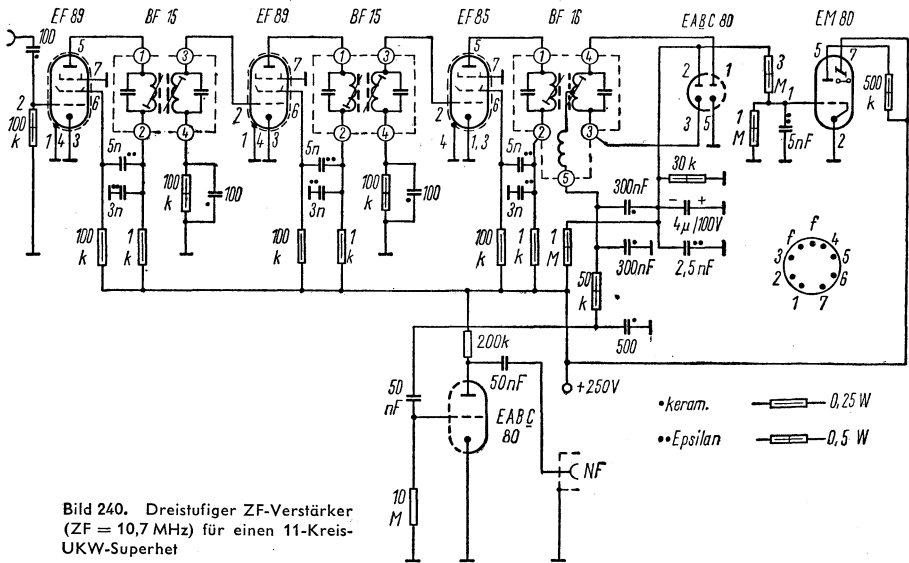 EF 89 BF 15 EF 89 BF 15 EF 85 BF 16 EABC 80 EM 80
100
5 1 3 5 1 3 5 1 4 2 1 5 7
7 7 7
3 M
500 k
2 6 2 6 2 6
1
100 k
1 4 3 2 4 1 4 3 2 4 4 1,3 2 3 3 5
1 M
5nF
2
5n 5n 5n
5
3n 3n 3n
100 k 100 100 k 100
300nF
30 k
− +
4μ/100V
100 k 1 k 100 k 1 k 100 k 1 k 1 M
300nF 2,5nF
f f
3 4
2 5
1 7 6
50 k
200k
500
50 nF
50nF
+250V
EABC 80
•keram. 0,25 W
••Epsilan 0,5 W
NF
10 M
Bild 240. Dreistufiger ZF-Verstärker
(ZF = 10,7 MHz) für einen 11-Kreis-
UKW-Superhet